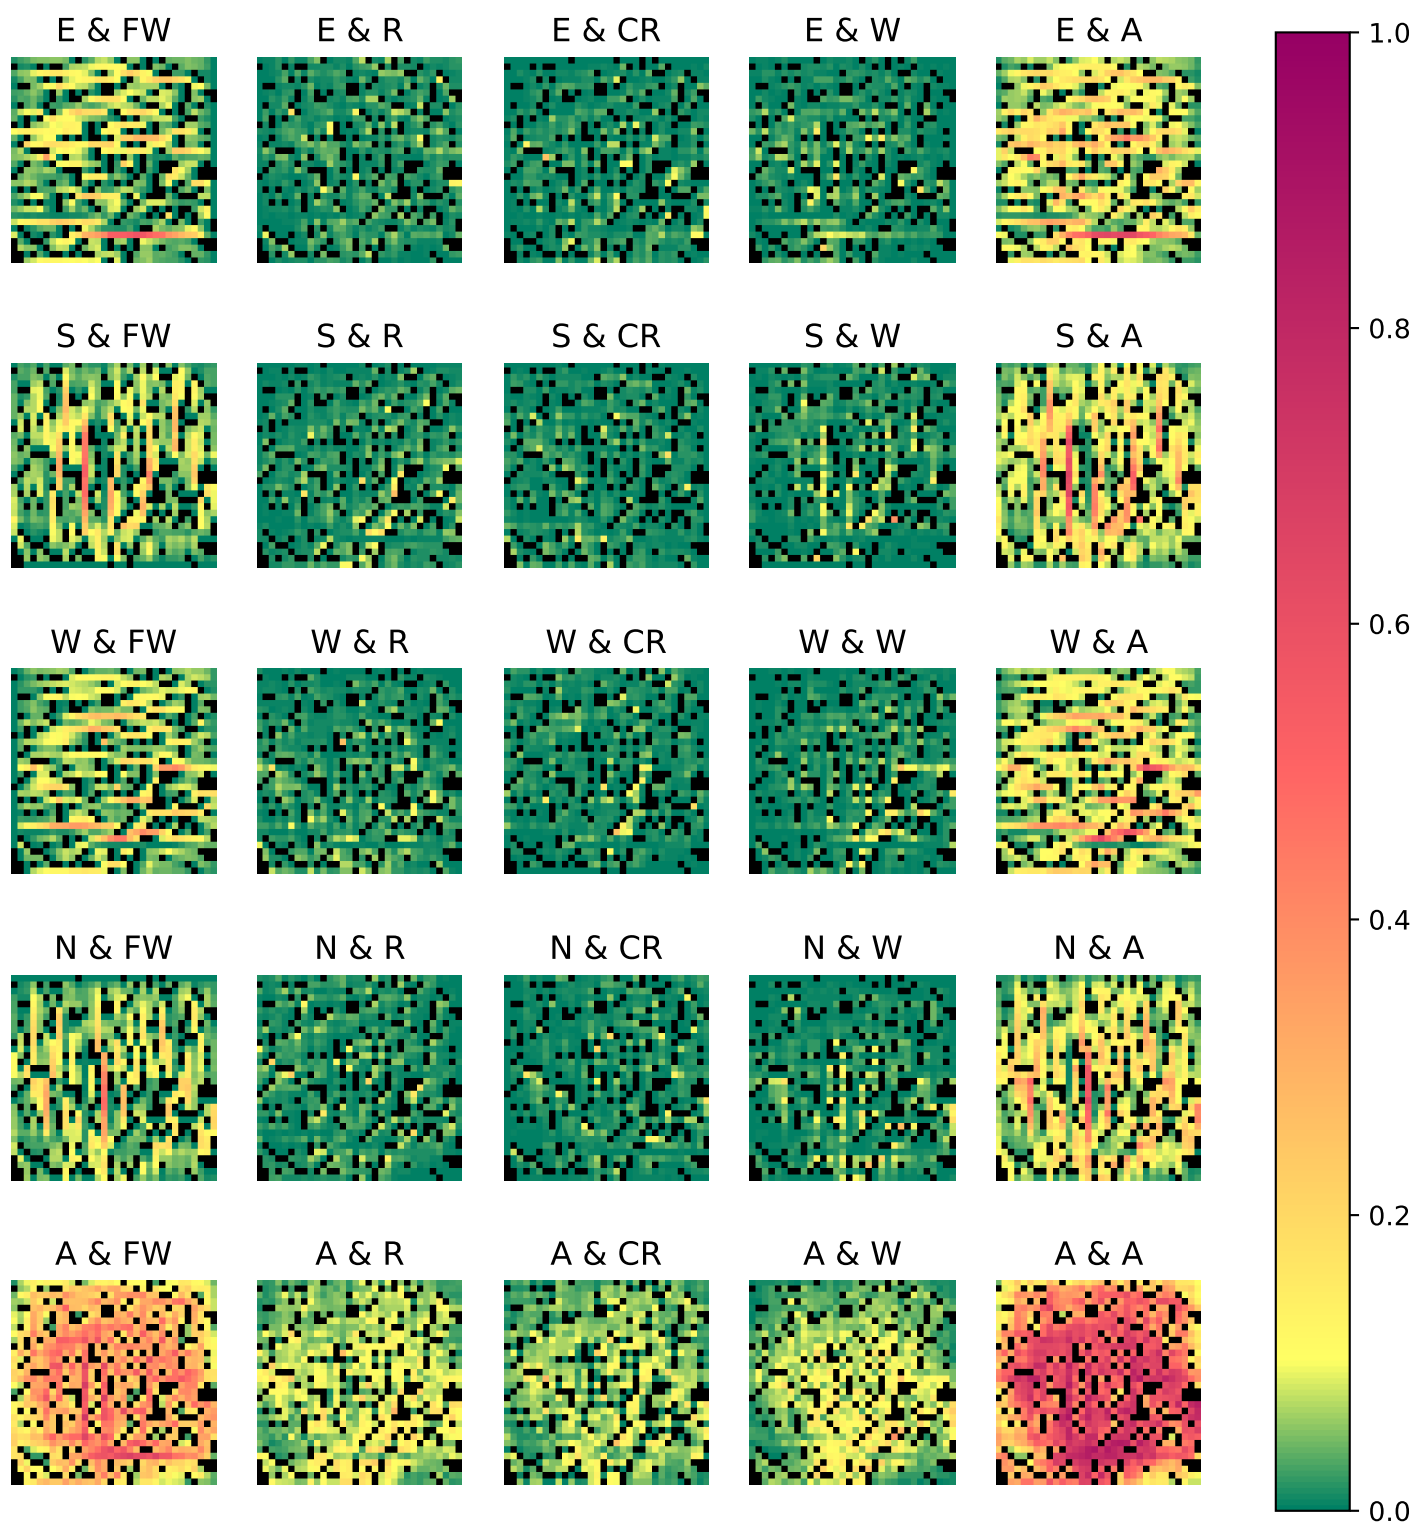 E & FW E & R E & CR E & W E & A
1.0
S & FW S & R S & CR S & W S & A
0.8
W & FW W & R W & CR W & W W & A
0.6
N & FW N & R N & CR N & W N & A
0.4
0.2
A & FW A & R A & CR A & W A & A
0.0